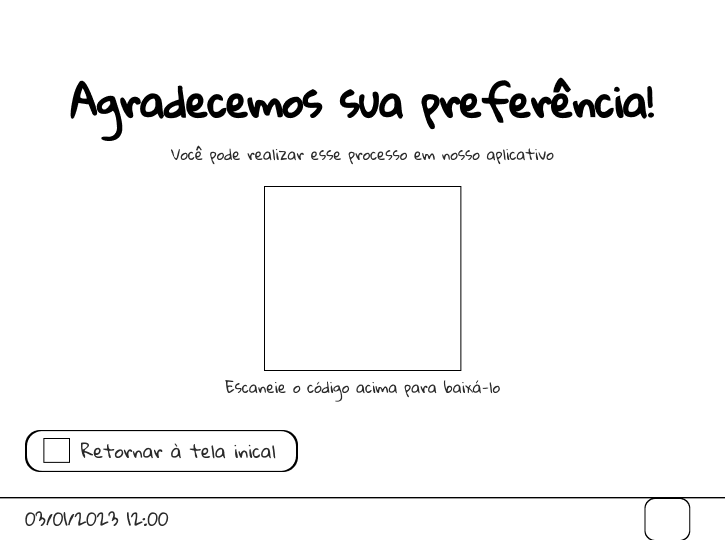 Agradecemos sua preferência!
Você pode realizar esse processo em nosso aplicativo
Escaneie o código acima para baixá-lo
Retornar à tela inical
03/01/2023 12:00